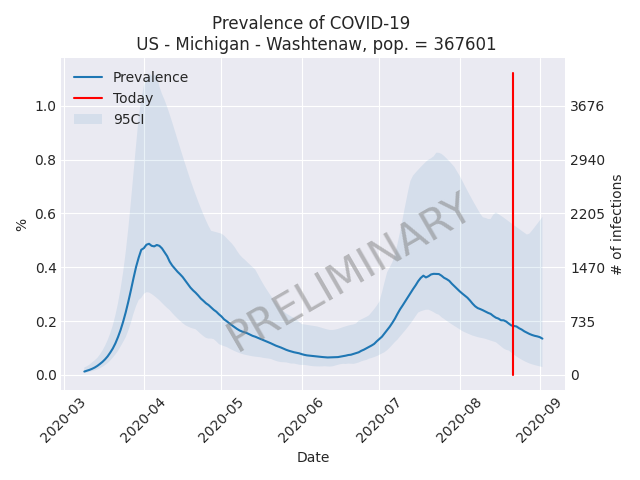 Prevalence of COVID-19
US - Michigan - Washtenaw, pop. = 367601
Prevalence
Today
95CI
PRELIMINARY
%
1.0
0.8
0.6
0.4
0.2
0.0
3676
2940
2205
1470
735
0
# of infections
2020-03
2020-04
2020-05
2020-06
2020-07
2020-08
2020-09
Date